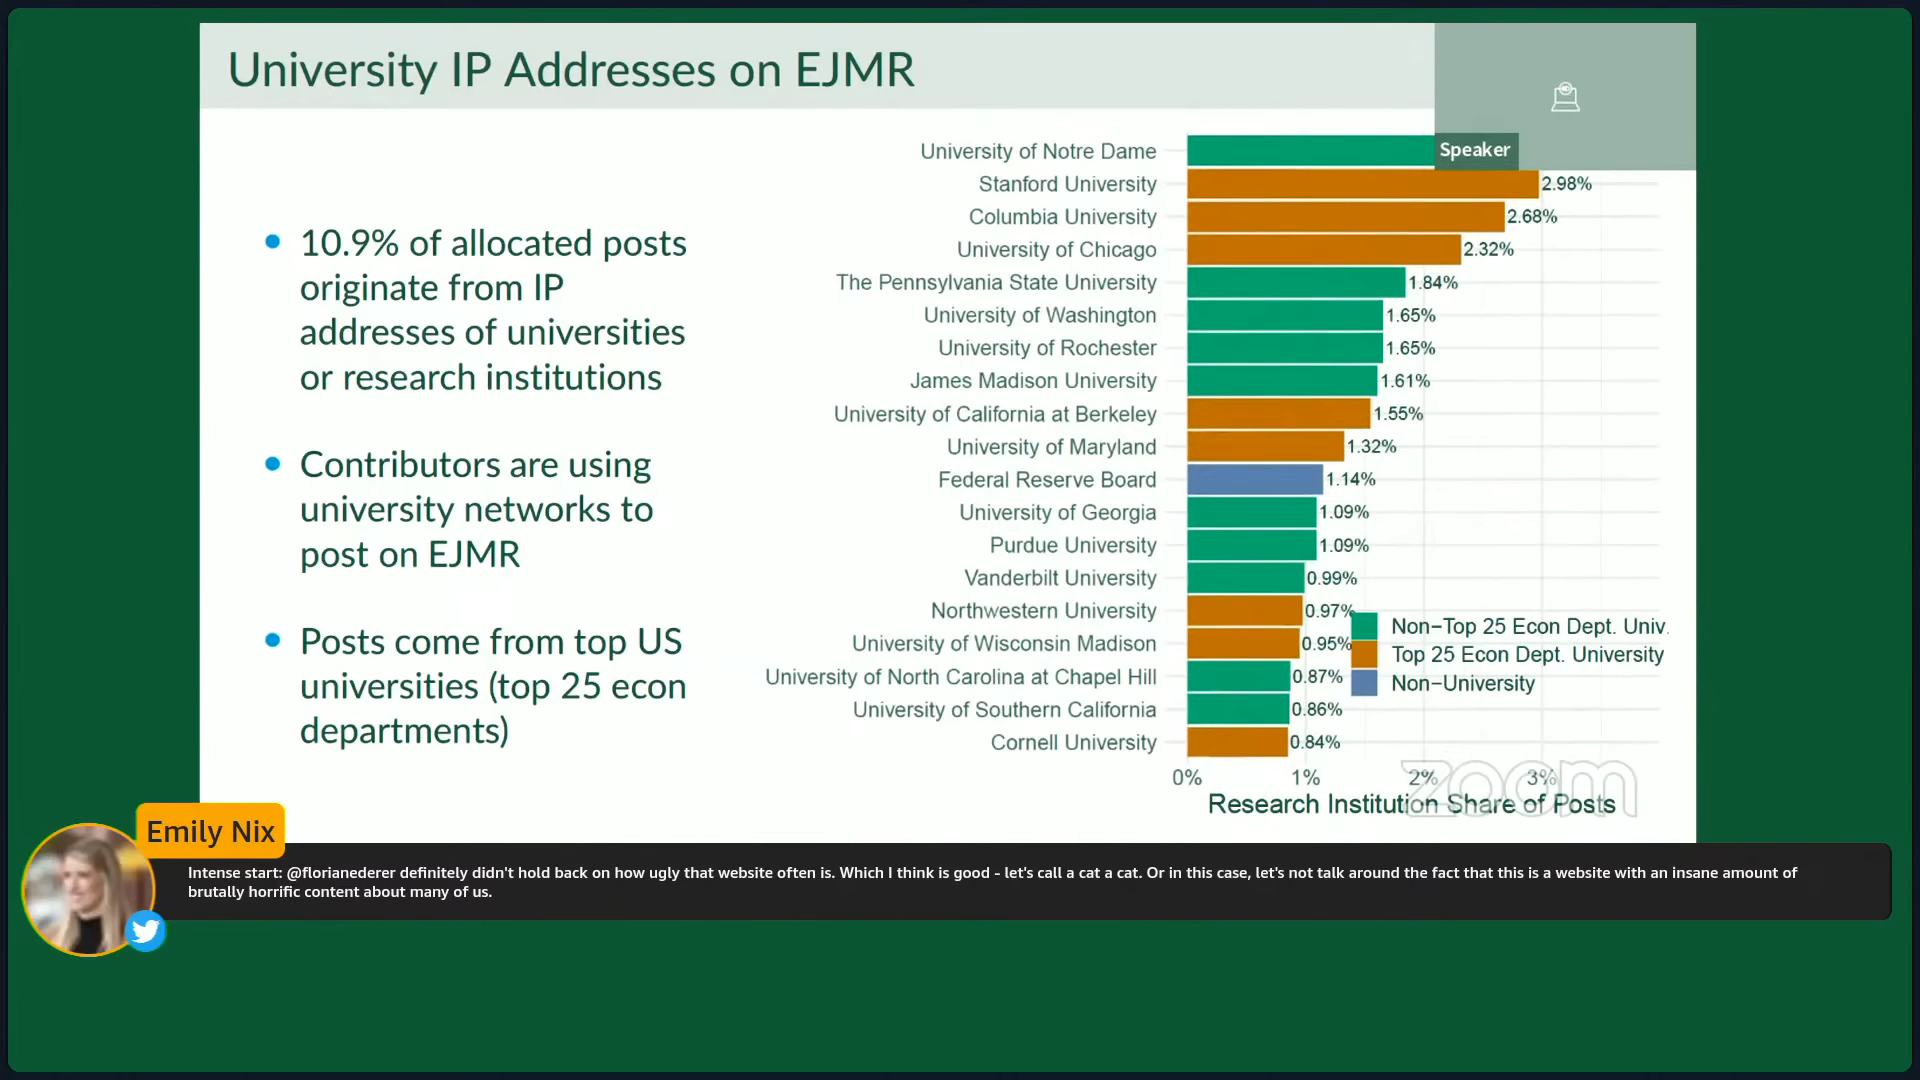 University IP Addresses on EJMR
Speaker
10.9% of allocated posts
originate from IP
addresses of universities
or research institutions
Contributors are using
university networks to
post on EJMR
Posts come from top US
universities (top 25 econ
departments)
University of Notre Dame
Stanford University 2.98%
Columbia University 2.68%
University of Chicago 2.32%
The Pennsylvania State University 1.84%
University of Washington 1.65%
University of Rochester 1.65%
James Madison University 1.61%
University of California at Berkeley 1.55%
University of Maryland 1.32%
Federal Reserve Board 1.14%
University of Georgia 1.09%
Purdue University 1.09%
Vanderbilt University 0.99%
Northwestern University 0.97%
University of Wisconsin Madison 0.95%
University of North Carolina at Chapel Hill 0.87%
University of Southern California 0.86%
Cornell University 0.84%
Non−Top 25 Econ Dept. Univ.
Top 25 Econ Dept. University
Non−University
0% 1% 2% 3%
Research Institution Share of Posts
zoom
Emily Nix
Intense start: @florianederer definitely didn't hold back on how ugly that website often is. Which I think is good - let's call a cat a cat. Or in this case, let's not talk around the fact that this is a website with an insane amount of
brutally horrific content about many of us.